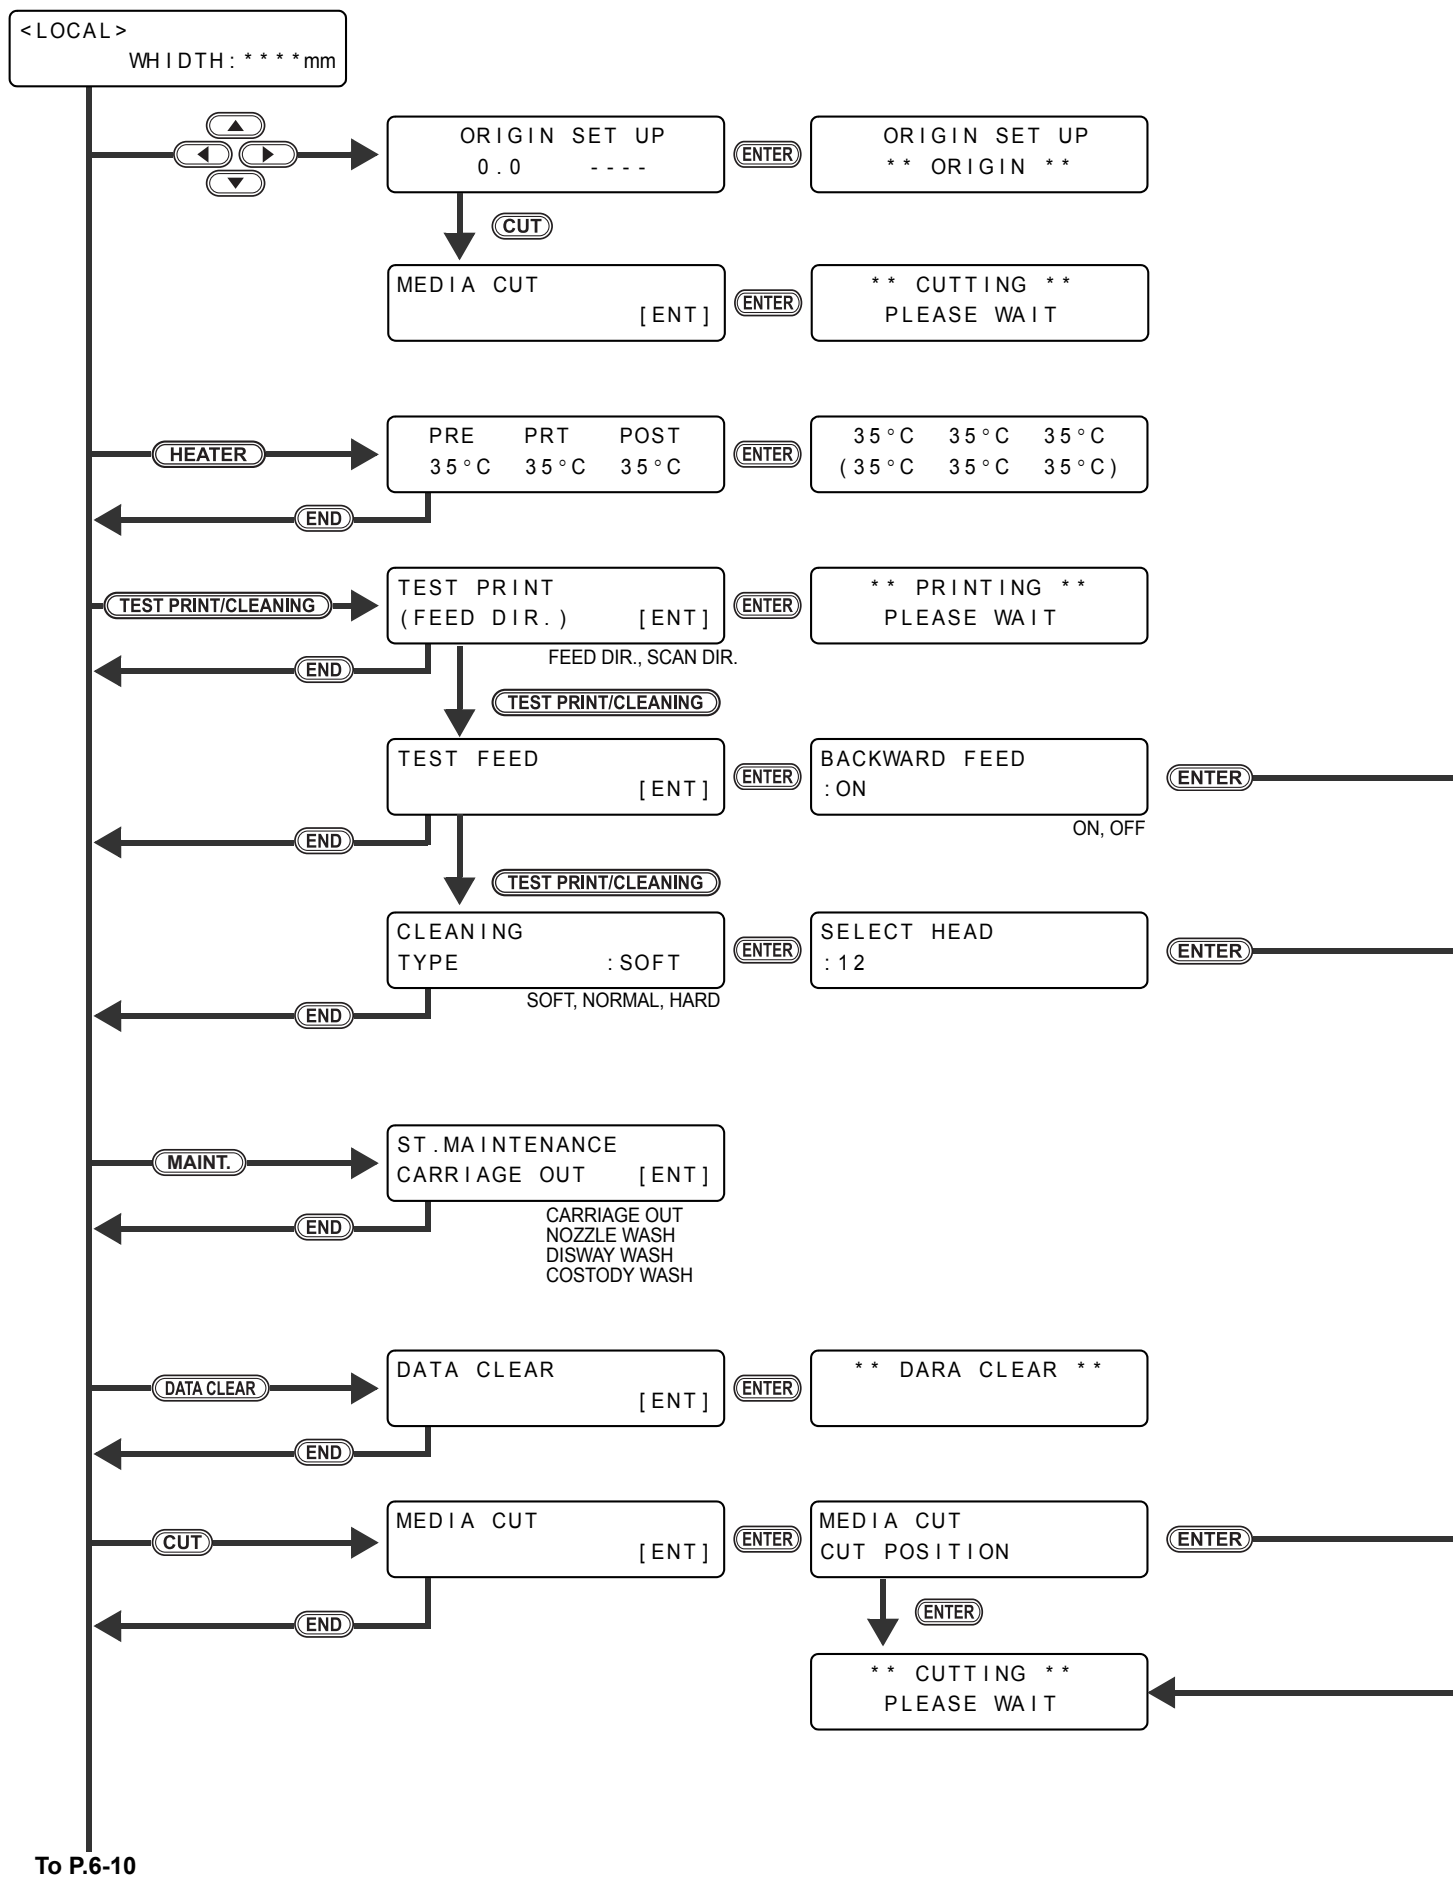 <LOCAL>
WHIDTH:****mm
ORIGIN SET UP
0.0 ----
ENTER
ORIGIN SET UP
** ORIGIN **
CUT
MEDIA CUT
[ENT]
ENTER
** CUTTING **
PLEASE WAIT
HEATER
PRE PRT POST
35°C 35°C 35°C
ENTER
35°C 35°C 35°C
(35°C 35°C 35°C)
END
TEST PRINT/CLEANING
TEST PRINT
(FEED DIR.) [ENT]
ENTER
** PRINTING **
PLEASE WAIT
FEED DIR., SCAN DIR.
END
TEST PRINT/CLEANING
TEST FEED
[ENT]
ENTER
BACKWARD FEED
:ON
ENTER
ON, OFF
END
TEST PRINT/CLEANING
CLEANING
TYPE :SOFT
ENTER
SELECT HEAD
:12
ENTER
SOFT, NORMAL, HARD
END
MAINT.
ST.MAINTENANCE
CARRIAGE OUT [ENT]
END
CARRIAGE OUT
NOZZLE WASH
DISWAY WASH
COSTODY WASH
DATA CLEAR
DATA CLEAR
[ENT]
ENTER
** DARA CLEAR **
END
CUT
MEDIA CUT
[ENT]
ENTER
MEDIA CUT
CUT POSITION
ENTER
END
ENTER
** CUTTING **
PLEASE WAIT
To P.6-10